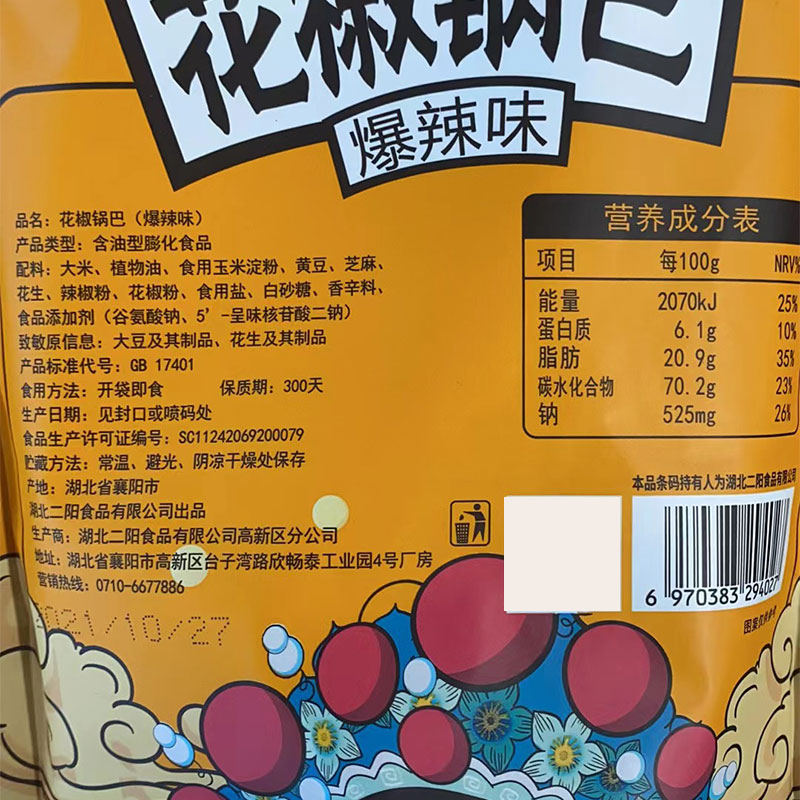 花椒锅巴
爆辣味
品名：花椒锅巴（爆辣味）
产品类型：含油型膨化食品
配料：大米、植物油、食用玉米淀粉、黄豆、芝麻、
花生、辣椒粉、花椒粉、食用盐、白砂糖、香辛料、
食品添加剂（谷氨酸钠、5’-呈味核苷酸二钠）
致敏原信息：大豆及其制品、花生及其制品
产品标准代号：GB 17401
食用方法：开袋即食 保质期：300天
生产日期：见封口或喷码处
食品生产许可证编号：SC11242069200079
贮藏方法：常温、避光、阴凉干燥处保存
产地：湖北省襄阳市
湖北二阳食品有限公司出品
生产商：湖北二阳食品有限公司高新区分公司
地址：湖北省襄阳市高新区台子湾路欣畅泰工业园4号厂房
营销热线：0710-6677886
2021/10/27
营养成分表
项目 每100g NRV%
能量 2070kJ 25%
蛋白质 6.1g 10%
脂肪 20.9g 35%
碳水化合物 70.2g 23%
钠 525mg 26%
本品条码持有人为湖北二阳食品有限公司
6 970383 294027
图案仅供参考